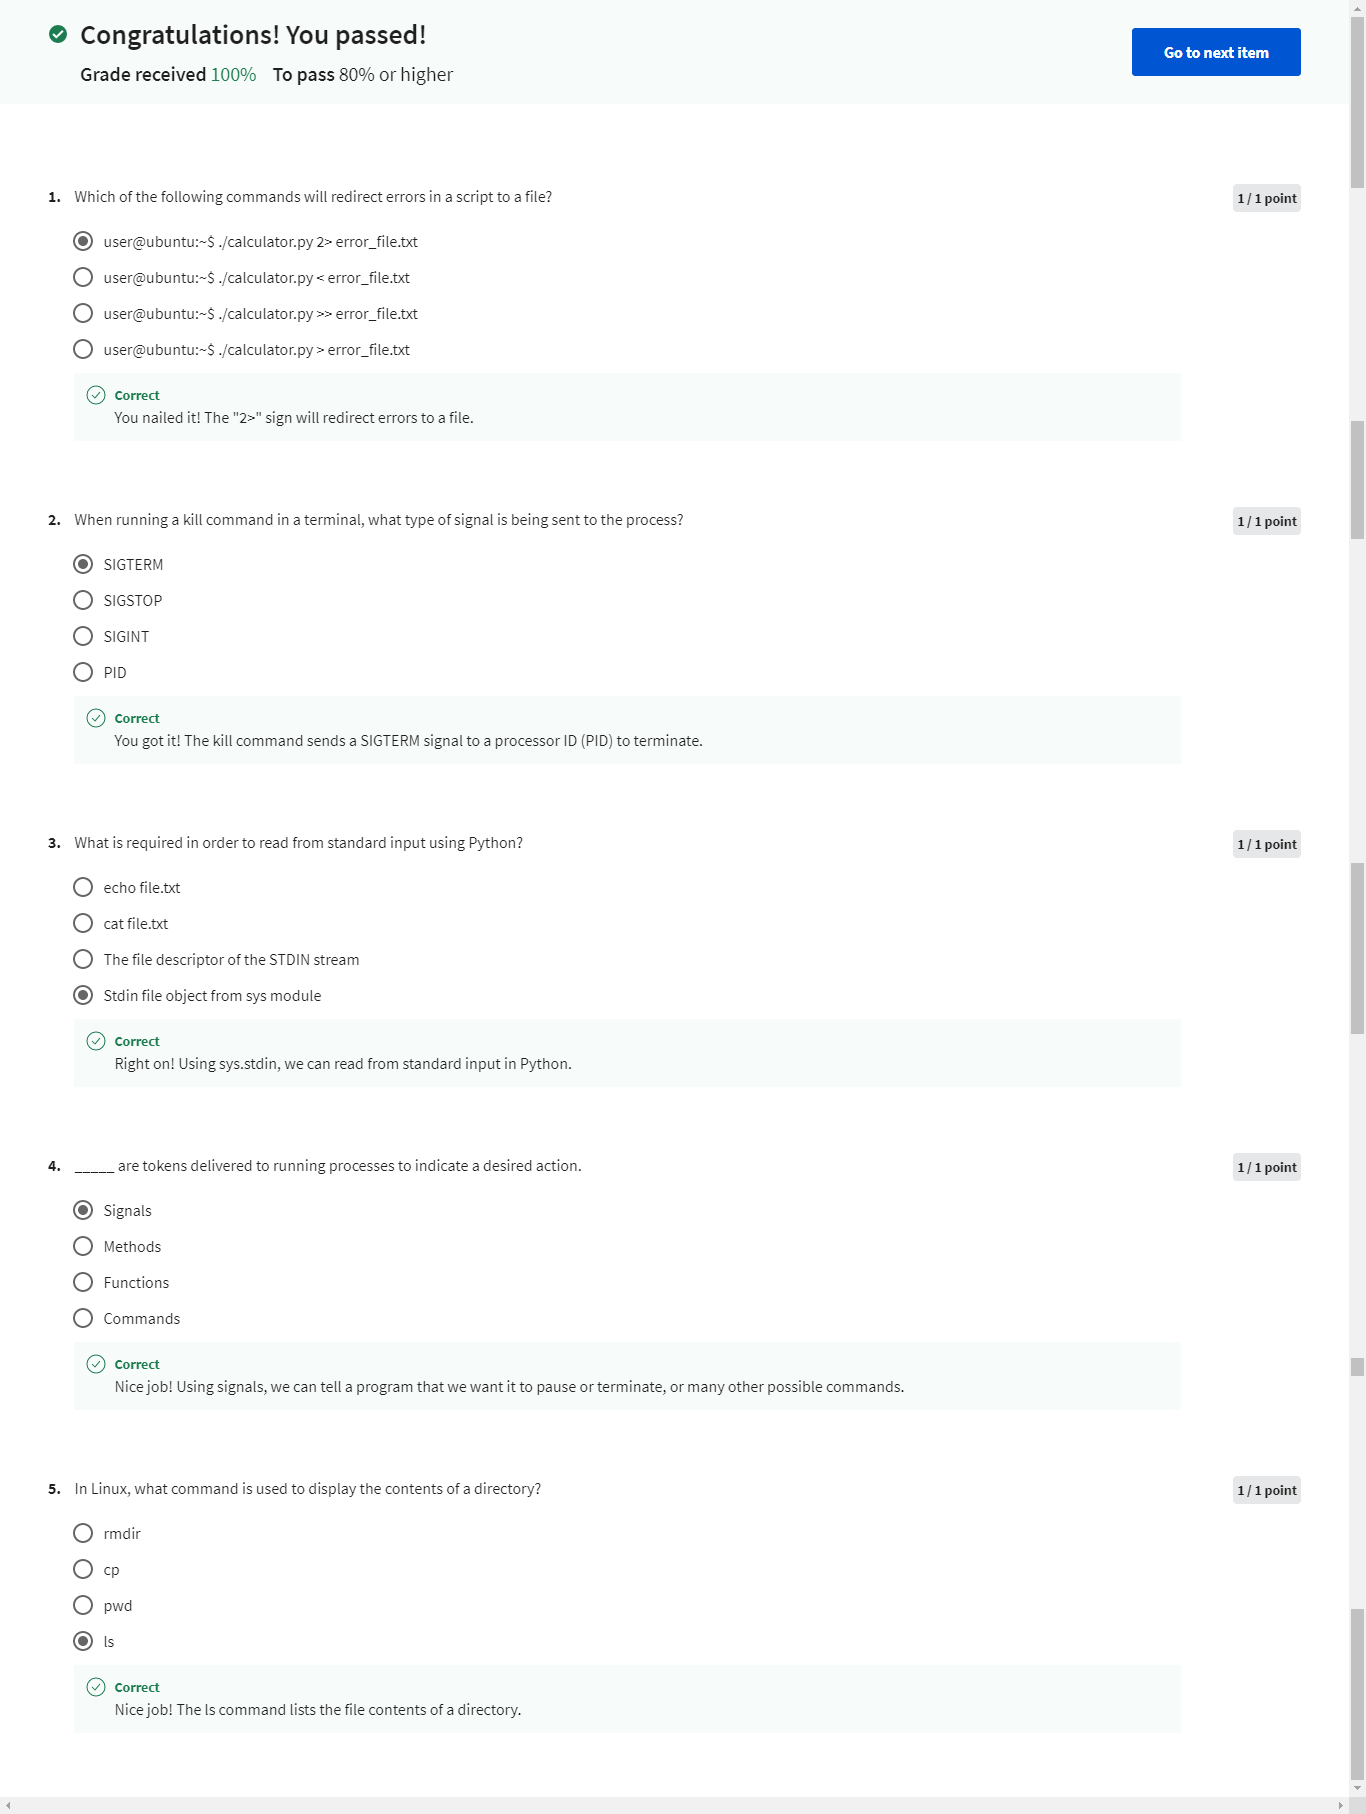 Congratulations! You passed!
Grade received 100% To pass 80% or higher
Go to next item
1. Which of the following commands will redirect errors in a script to a file?
1 / 1 point
user@ubuntu:~$ ./calculator.py 2> error_file.txt
user@ubuntu:~$ ./calculator.py < error_file.txt
user@ubuntu:~$ ./calculator.py >> error_file.txt
user@ubuntu:~$ ./calculator.py > error_file.txt
Correct
You nailed it! The "2>" sign will redirect errors to a file.
2. When running a kill command in a terminal, what type of signal is being sent to the process?
1 / 1 point
SIGTERM
SIGSTOP
SIGINT
PID
Correct
You got it! The kill command sends a SIGTERM signal to a processor ID (PID) to terminate.
3. What is required in order to read from standard input using Python?
1 / 1 point
echo file.txt
cat file.txt
The file descriptor of the STDIN stream
Stdin file object from sys module
Correct
Right on! Using sys.stdin, we can read from standard input in Python.
4. _____ are tokens delivered to running processes to indicate a desired action.
1 / 1 point
Signals
Methods
Functions
Commands
Correct
Nice job! Using signals, we can tell a program that we want it to pause or terminate, or many other possible commands.
5. In Linux, what command is used to display the contents of a directory?
1 / 1 point
rmdir
cp
pwd
ls
Correct
Nice job! The ls command lists the file contents of a directory.